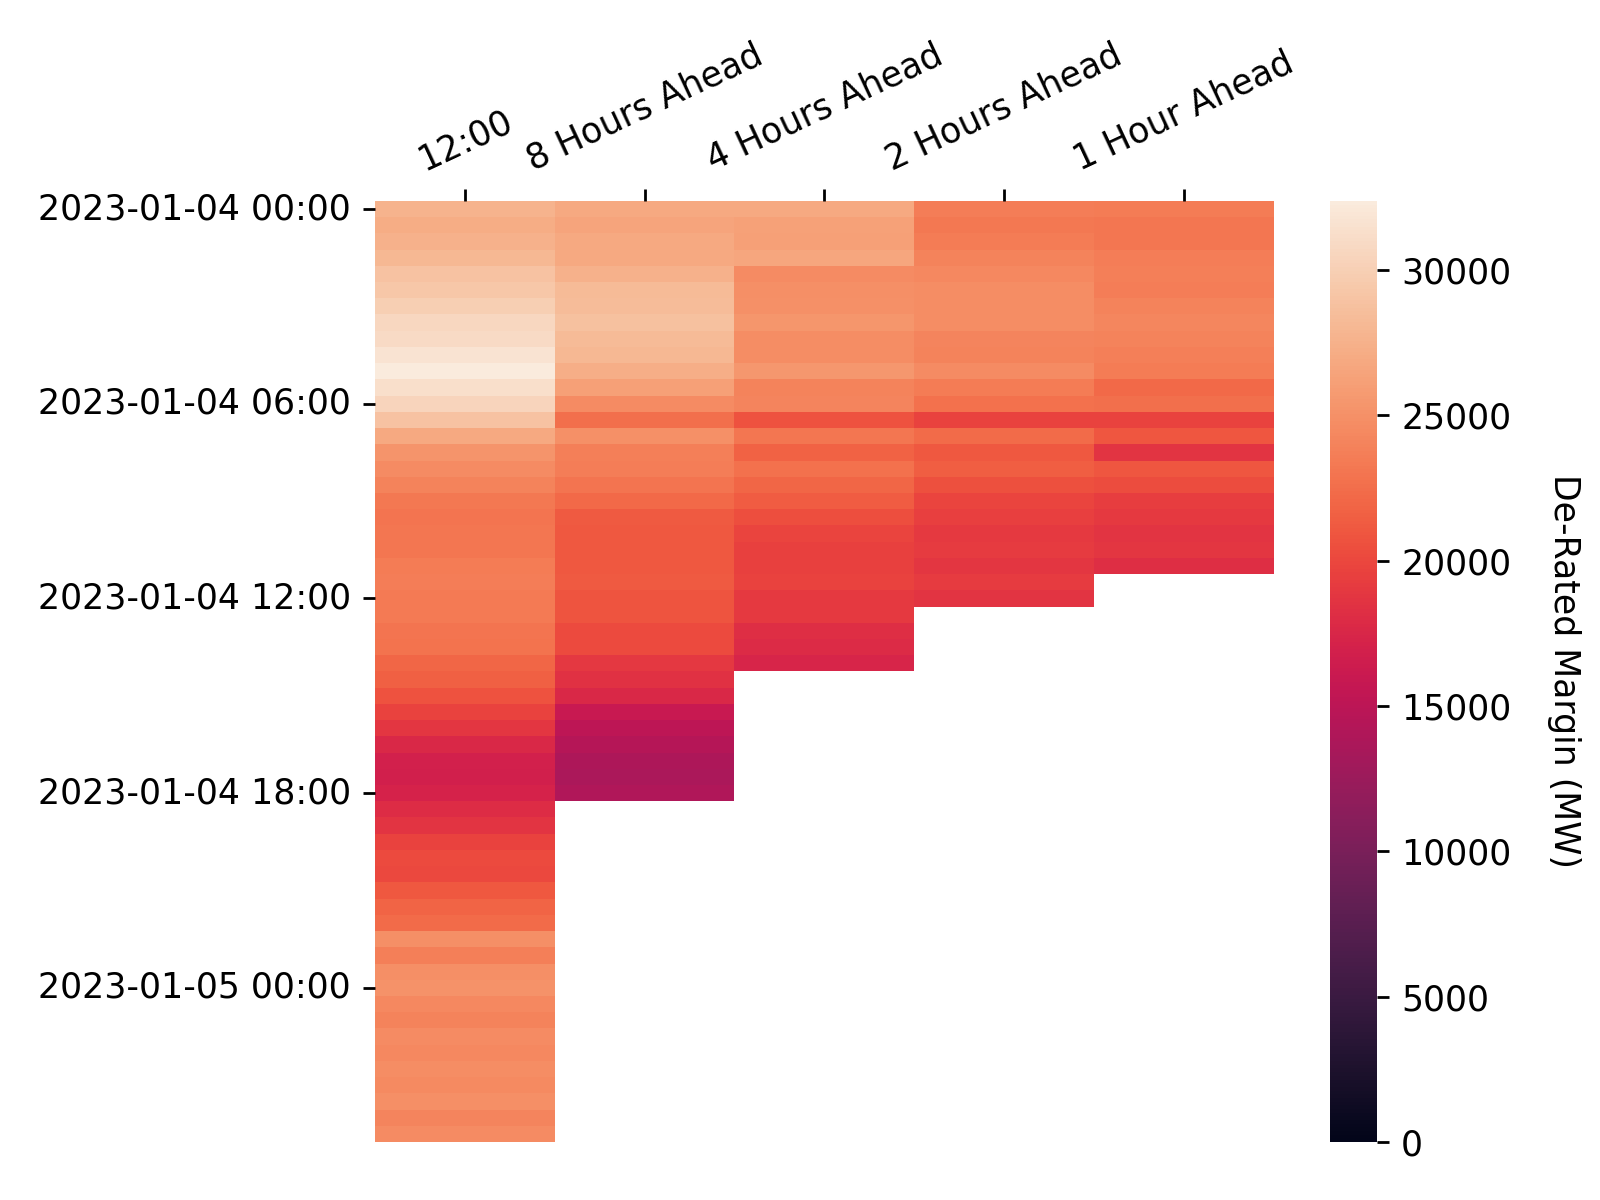 12:00
8 Hours Ahead
4 Hours Ahead
2 Hours Ahead
1 Hour Ahead
2023-01-04 00:00
2023-01-04 06:00
2023-01-04 12:00
2023-01-04 18:00
2023-01-05 00:00
30000
25000
20000
15000
10000
5000
0
De-Rated Margin (MW)